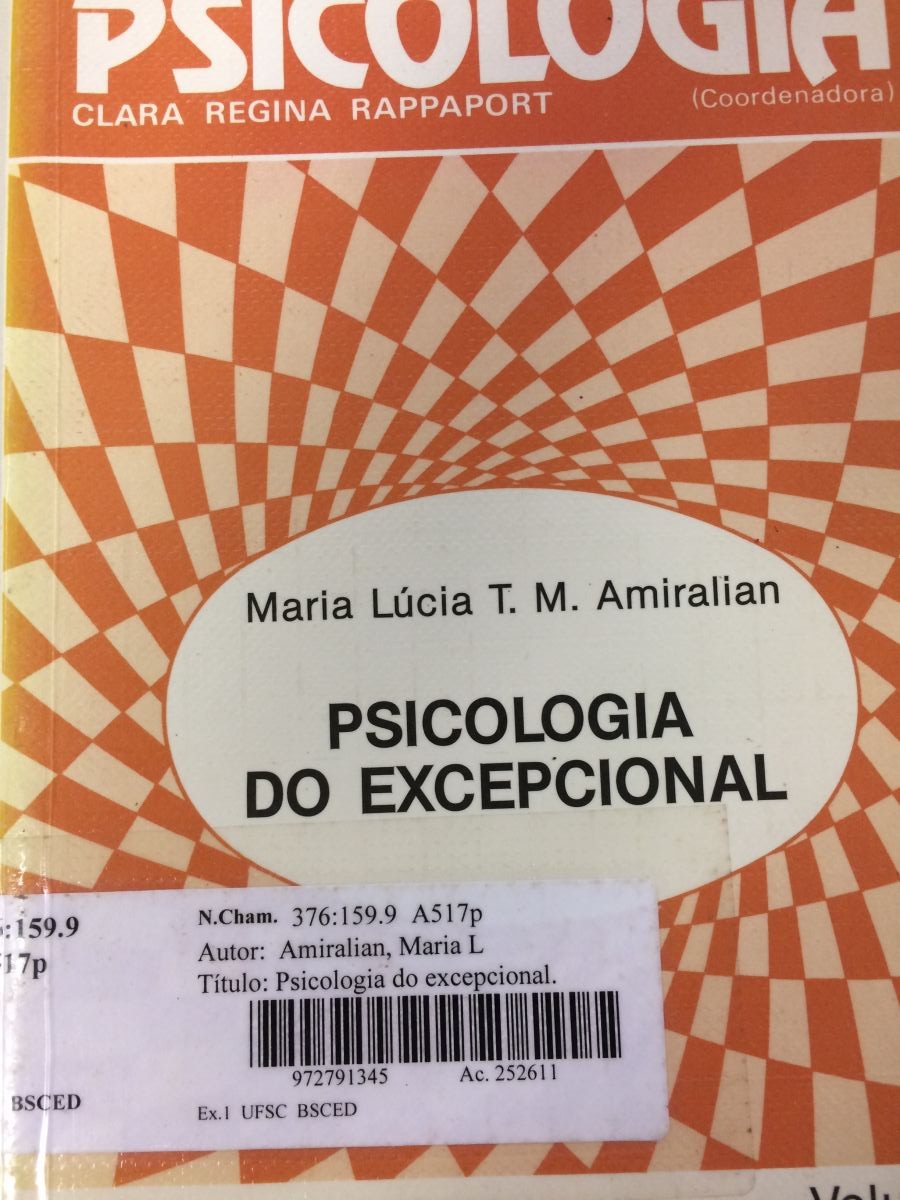 PSICOLOGIA
CLARA REGINA RAPPAPORT (Coordenadora)
Maria Lúcia T. M. Amiralian
PSICOLOGIA
DO EXCEPCIONAL
:159.9
17p
BSCED
N.Cham. 376:159.9 A517p
Autor: Amiralian, Maria L
Título: Psicologia do excepcional.
972791345 Ac. 252611
Ex.1 UFSC BSCED